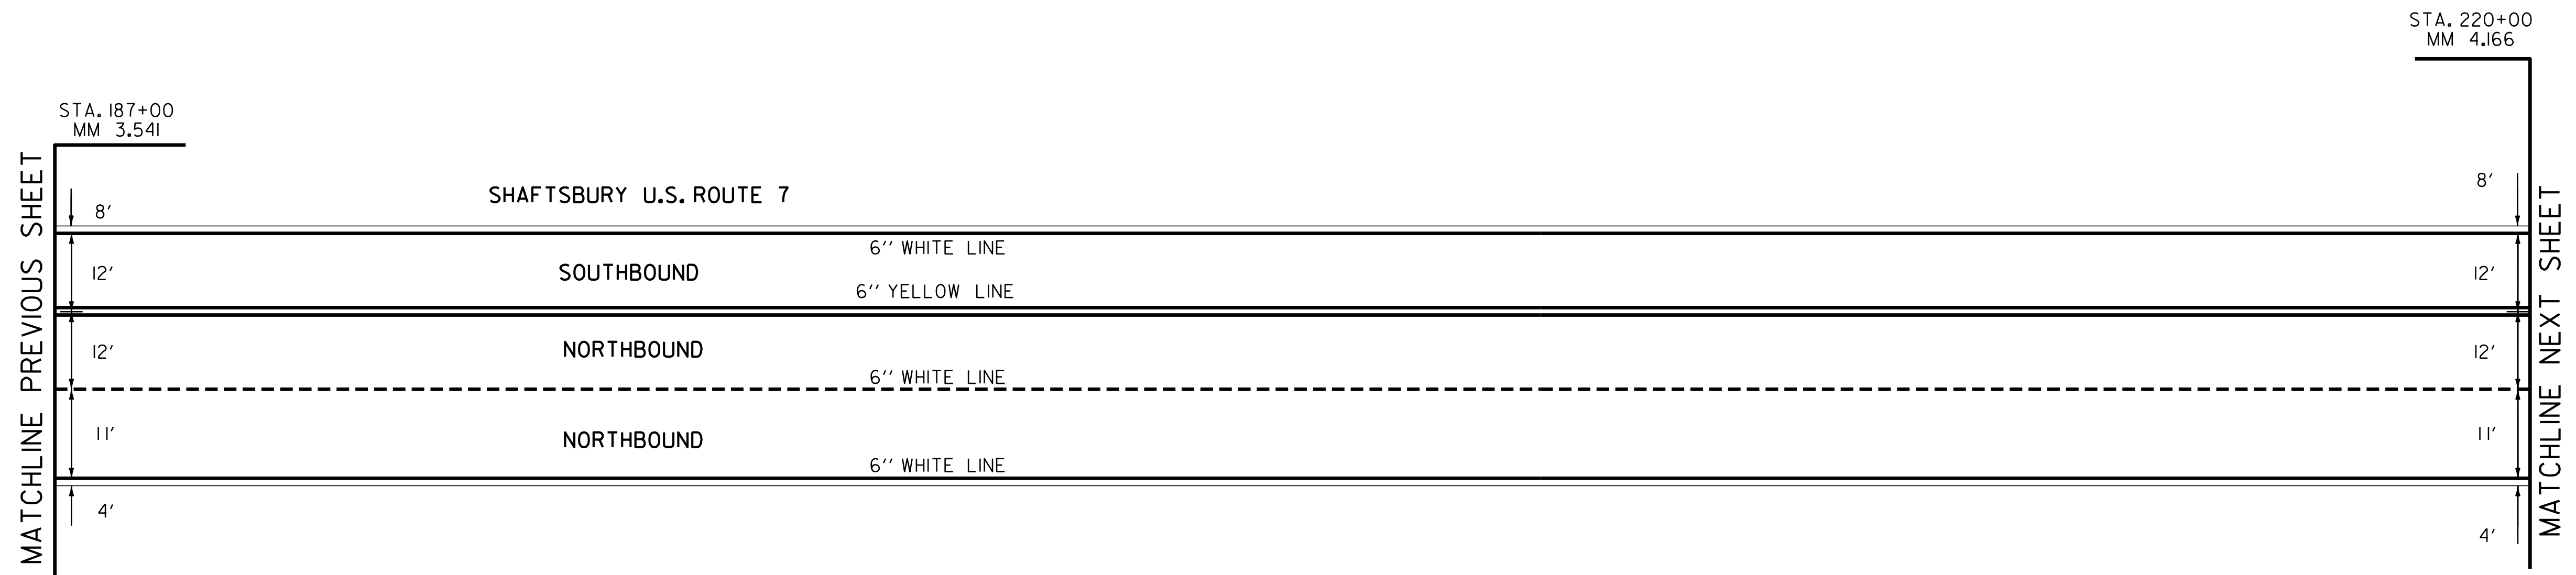 STA. 220+00
MM 4.166
STA. 187+00
MM 3.541
MATCHLINE PREVIOUS SHEET
MATCHLINE NEXT SHEET
SHAFTSBURY U.S. ROUTE 7
8'
8'
6'' WHITE LINE
12'
SOUTHBOUND
12'
6'' YELLOW LINE
12'
NORTHBOUND
12'
6'' WHITE LINE
11'
NORTHBOUND
11'
6'' WHITE LINE
4'
4'